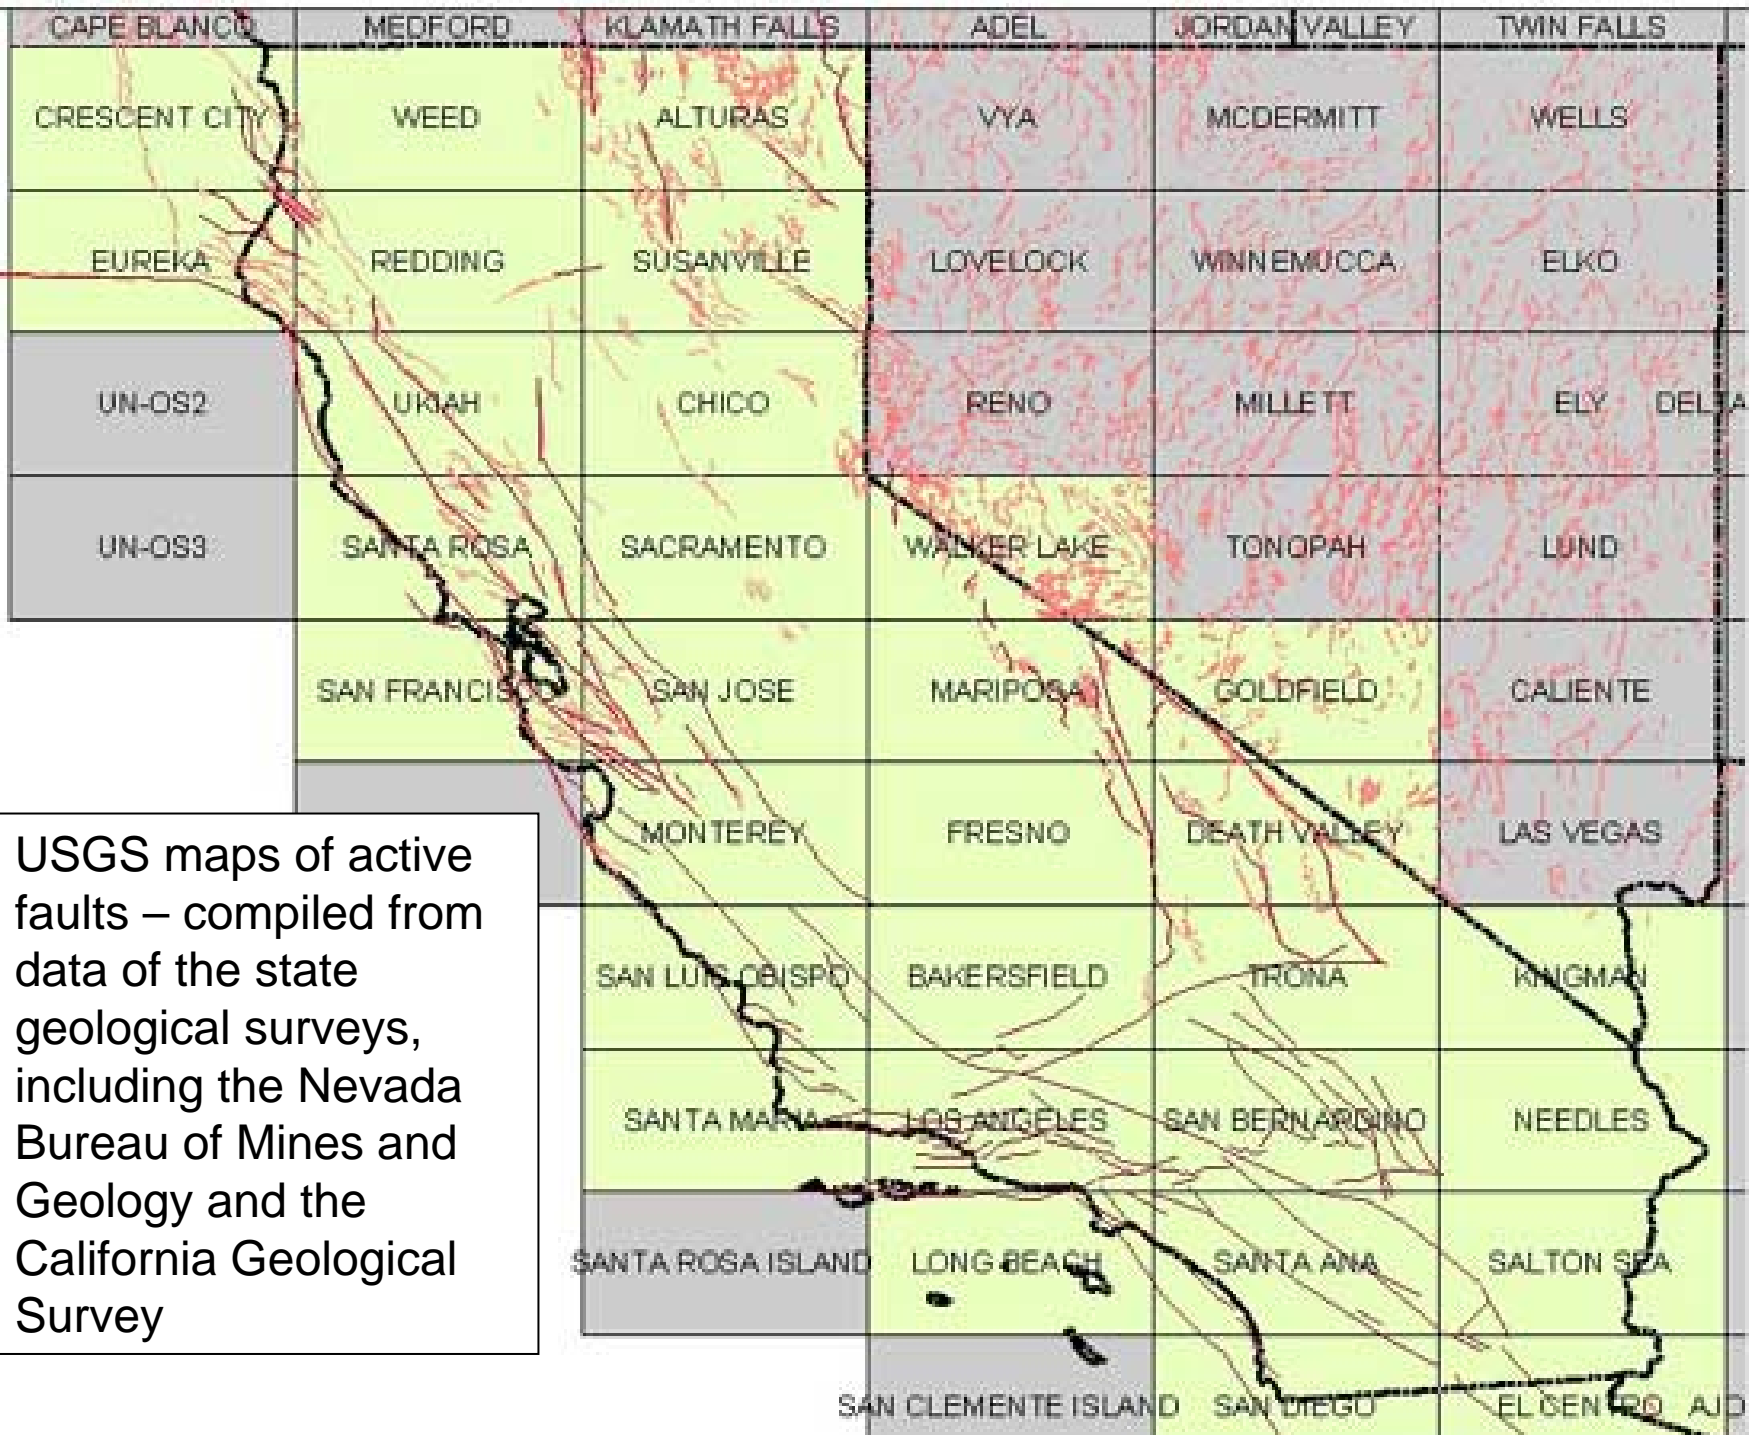 CAPE BLANCO MEDFORD KLAMATH FALLS ADEL JORDAN VALLEY TWIN FALLS
CRESCENT CITY WEED ALTURAS VYA MCDERMITT WELLS
EUREKA REDDING SUSANVILLE LOVELOCK WINNEMUCCA ELKO
UN-OS2 UKIAH CHICO RENO MILLETT ELY DELTA
UN-OS3 SANTA ROSA SACRAMENTO WALKER LAKE TONOPAH LUND
SAN FRANCISCO SAN JOSE MARIPOSA GOLDFIELD CALIENTE
MONTEREY FRESNO DEATH VALLEY LAS VEGAS
SAN LUIS OBISPO BAKERSFIELD TRONA KINGMAN
SANTA MARIA LOS ANGELES SAN BERNARDINO NEEDLES
SANTA ROSA ISLAND LONG BEACH SANTA ANA SALTON SEA
SAN CLEMENTE ISLAND SAN DIEGO EL CENTRO AJO
USGS maps of active
faults – compiled from
data of the state
geological surveys,
including the Nevada
Bureau of Mines and
Geology and the
California Geological
Survey